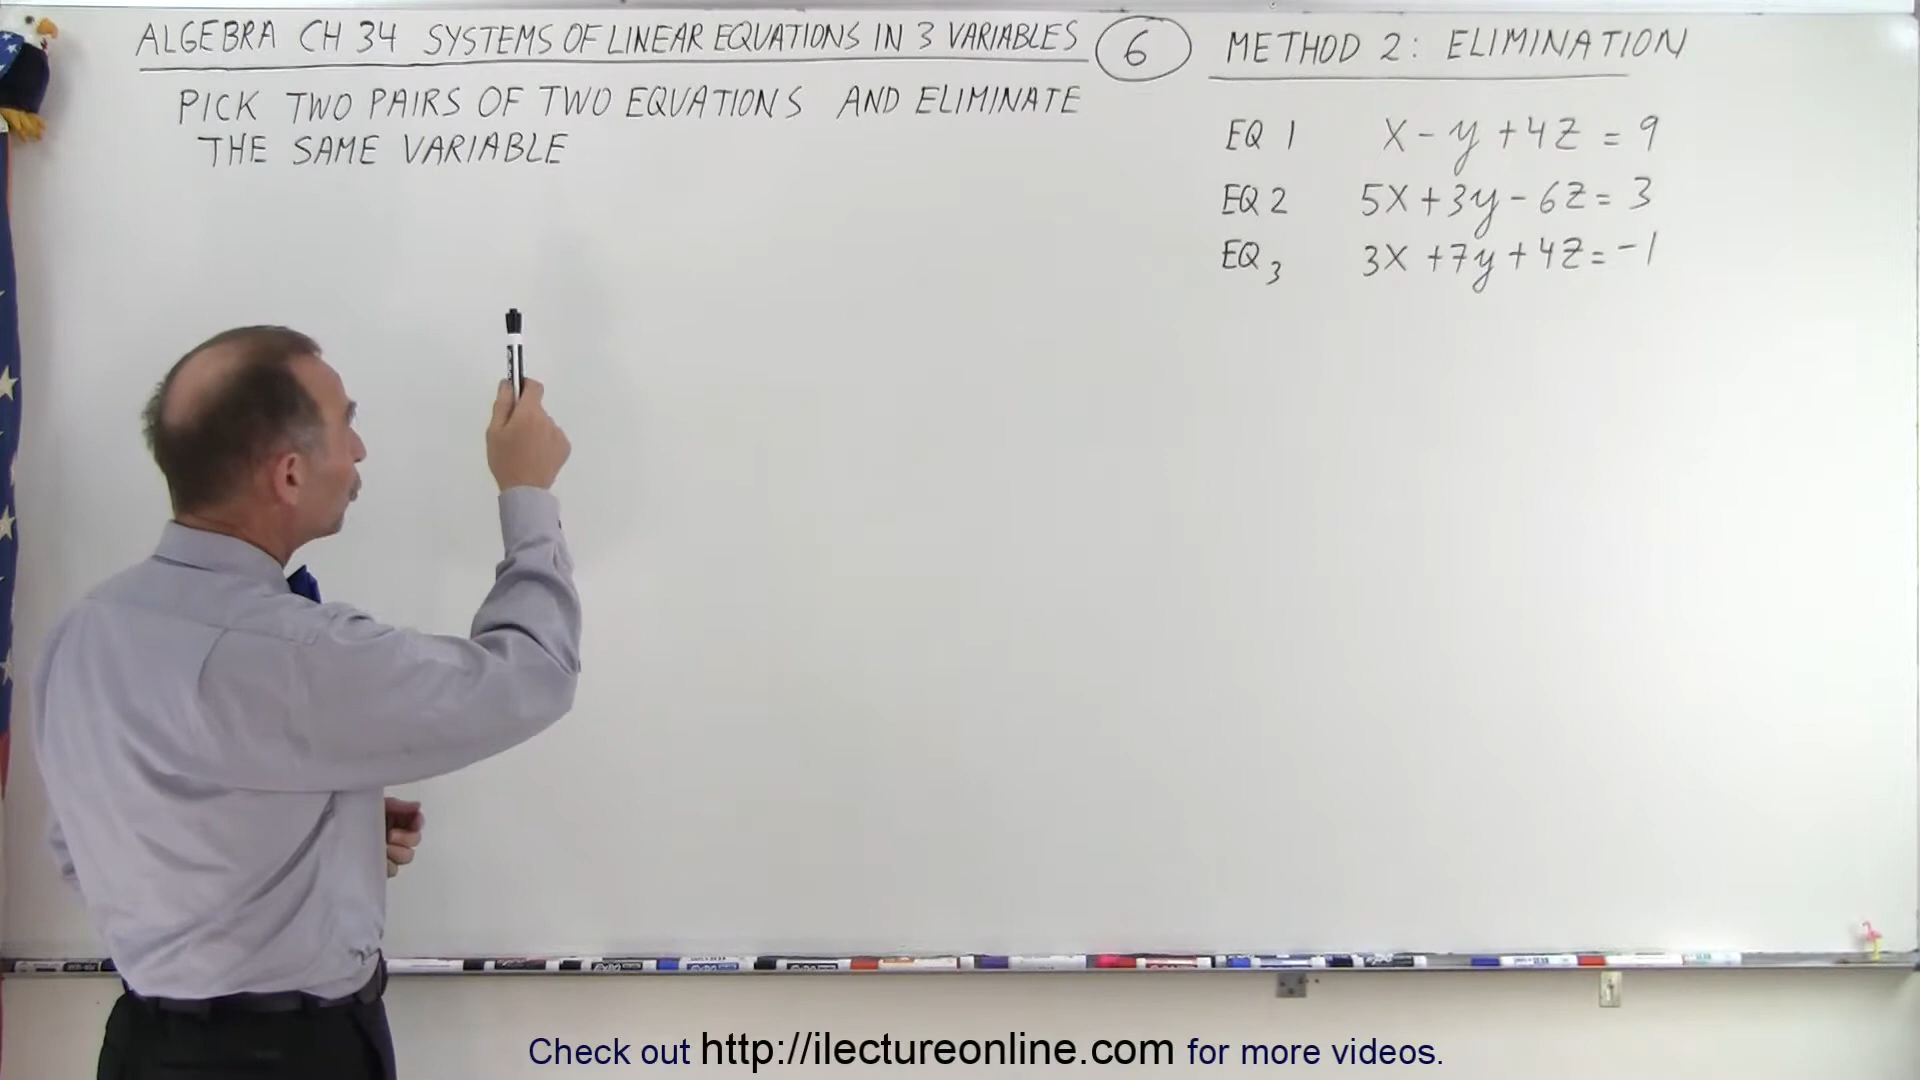 ALGEBRA CH 34 SYSTEMS OF LINEAR EQUATIONS IN 3 VARIABLES 6 METHOD 2: ELIMINATION
PICK TWO PAIRS OF TWO EQUATIONS AND ELIMINATE
THE SAME VARIABLE
EQ 1 X - y + 4Z = 9
EQ 2 5X + 3y - 6Z = 3
EQ 3 3X + 7y + 4Z = -1
Check out http://ilectureonline.com for more videos.